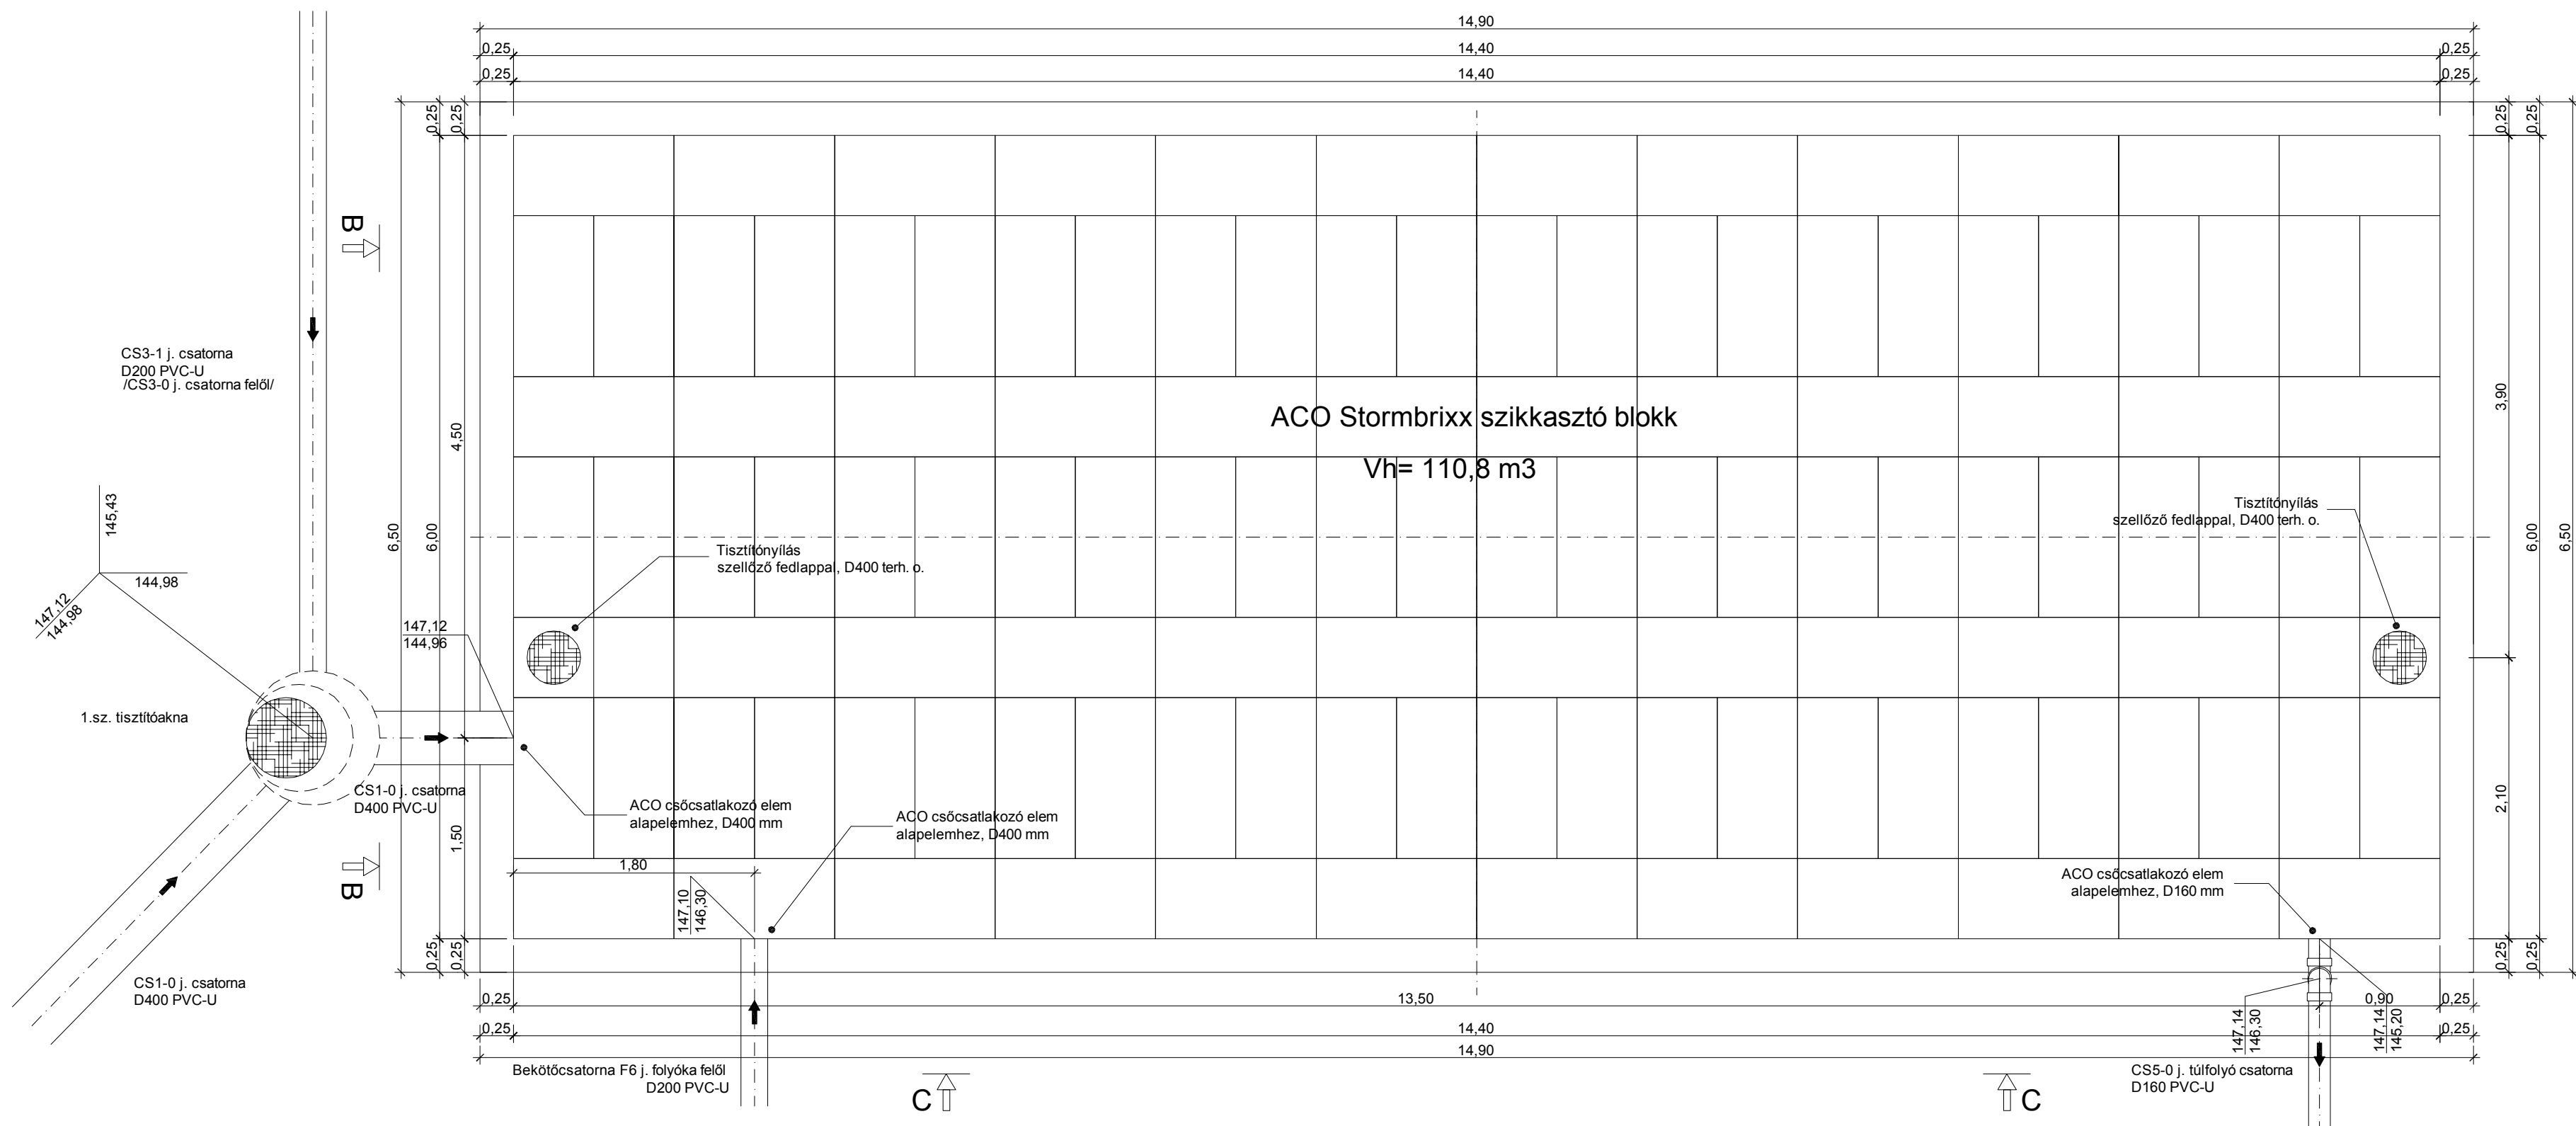 14,90
0,25
14,40
0,25
0,25
14,40
0,25
0,25
0,25
0,25
0,25
B
CS3-1 j. csatorna
D200 PVC-U
/CS3-0 j. csatorna felől/
4,50
6,50
6,00
3,90
6,00
6,50
ACO Stormbrixx szikkasztó blokk
Vh= 110,8 m3
145,43
144,98
147,12
144,98
Tisztítónyílás
szellőző fedlappal, D400 terh. o.
Tisztítónyílás
szellőző fedlappal, D400 terh. o.
147,12
144,96
1.sz. tisztítóakna
CS1-0 j. csatorna
D400 PVC-U
ACO csőcsatlakozó elem
alapelemhez, D400 mm
ACO csőcsatlakozó elem
alapelemhez, D400 mm
1,50
2,10
B
1,80
147,10
146,30
ACO csőcsatlakozó elem
alapelemhez, D160 mm
0,25
0,25
0,25
0,25
CS1-0 j. csatorna
D400 PVC-U
0,25
13,50
0,90
0,25
0,25
14,40
0,25
14,90
147,14
146,30
147,14
145,20
Bekötőcsatorna F6 j. folyóka felől
D200 PVC-U
C
C
CS5-0 j. túlfolyó csatorna
D160 PVC-U